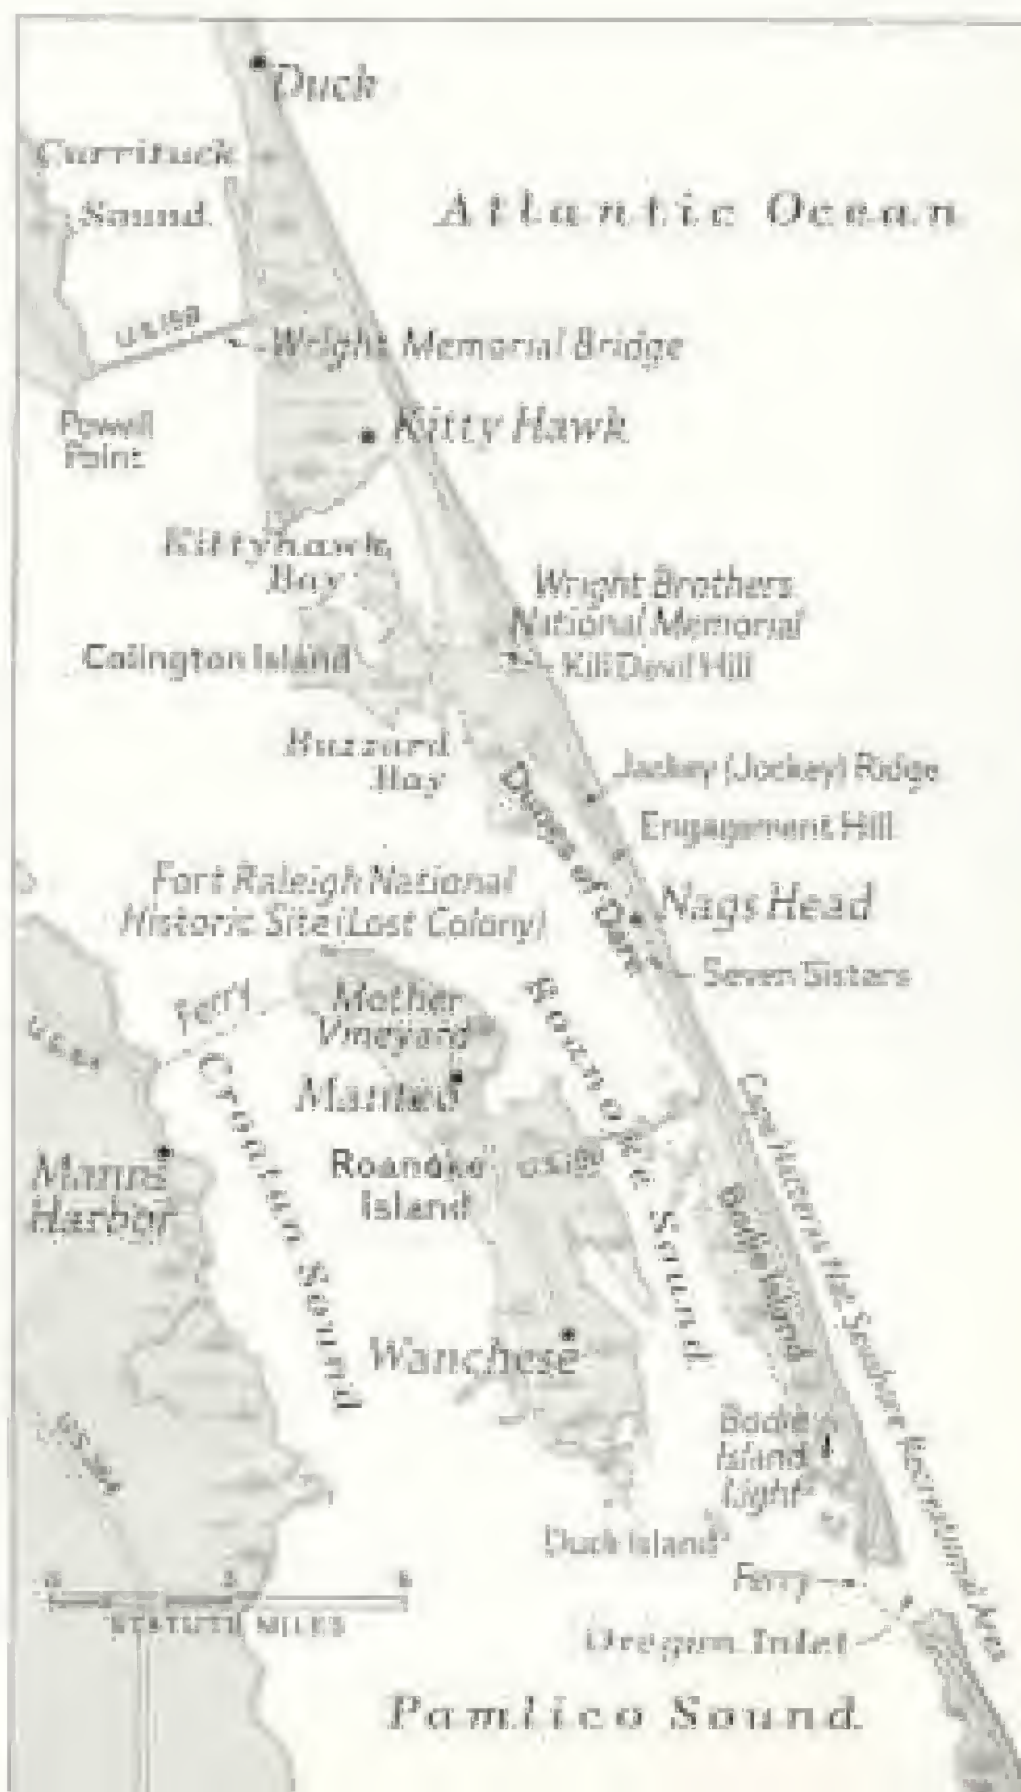 Duck
Currituck
Sound
Atlantic Ocean
U.S. 158
Wright Memorial Bridge
Powell
Point
Kitty Hawk
Kittyhawk
Bay
Wright Brothers
National Memorial
Kill Devil Hill
Colington Island
Buzzard
Bay
Jackey (Jockey) Ridge
Engagement Hill
Dunes of Dare
Fort Raleigh National
Historic Site (Lost Colony)
Nags Head
Seven Sisters
Ferry
Mother
Vineyard
Roanoke Sound
Croatan Sound
Manteo
Manns
Harbor
Roanoke
Island
Cape Hatteras Nat. Seashore Recreational Area
Bodie Island
Wanchese
Bodie
Island
Light
Duck Island
Ferry
STATUTE MILES
Oregon Inlet
Pamlico Sound